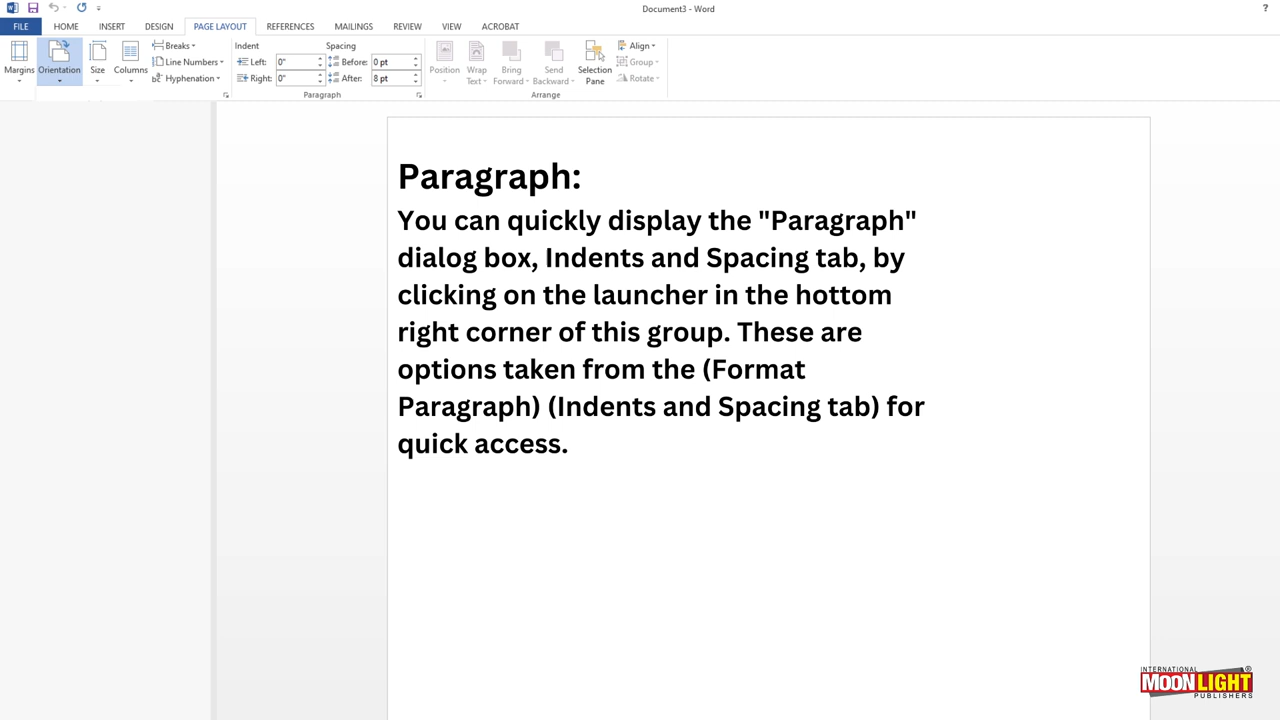 Document3 - Word
?
FILE HOME INSERT DESIGN PAGE LAYOUT REFERENCES MAILINGS REVIEW VIEW ACROBAT
Margins
Orientation
Size
Columns
Breaks
Line Numbers
Hyphenation
Indent
Left: 0"
Right: 0"
Spacing
Before: 0 pt
After: 8 pt
Paragraph
Position
Wrap
Text
Bring
Forward
Send
Backward
Selection
Pane
Align
Group
Rotate
Arrange
Paragraph:
You can quickly display the "Paragraph"
dialog box, Indents and Spacing tab, by
clicking on the launcher in the hottom
right corner of this group. These are
options taken from the (Format
Paragraph) (Indents and Spacing tab) for
quick access.
INTERNATIONAL ®
MOONLIGHT
PUBLISHERS